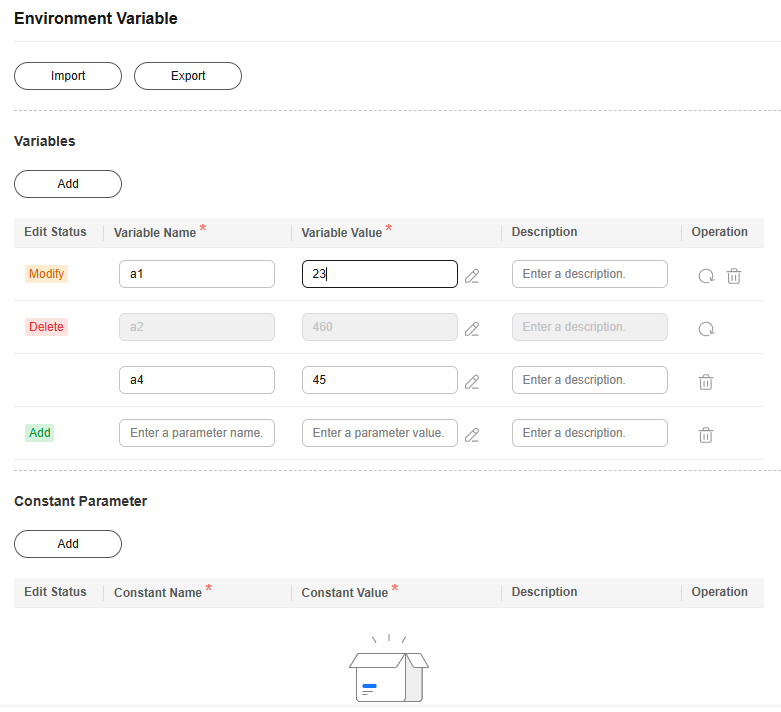 Environment Variable
Import Export
Variables
Add
Edit Status Variable Name * Variable Value * Description Operation
Modify a1 23 Enter a description.
Delete a2 460 Enter a description.
a4 45 Enter a description.
Add Enter a parameter name. Enter a parameter value. Enter a description.
Constant Parameter
Add
Edit Status Constant Name * Constant Value * Description Operation